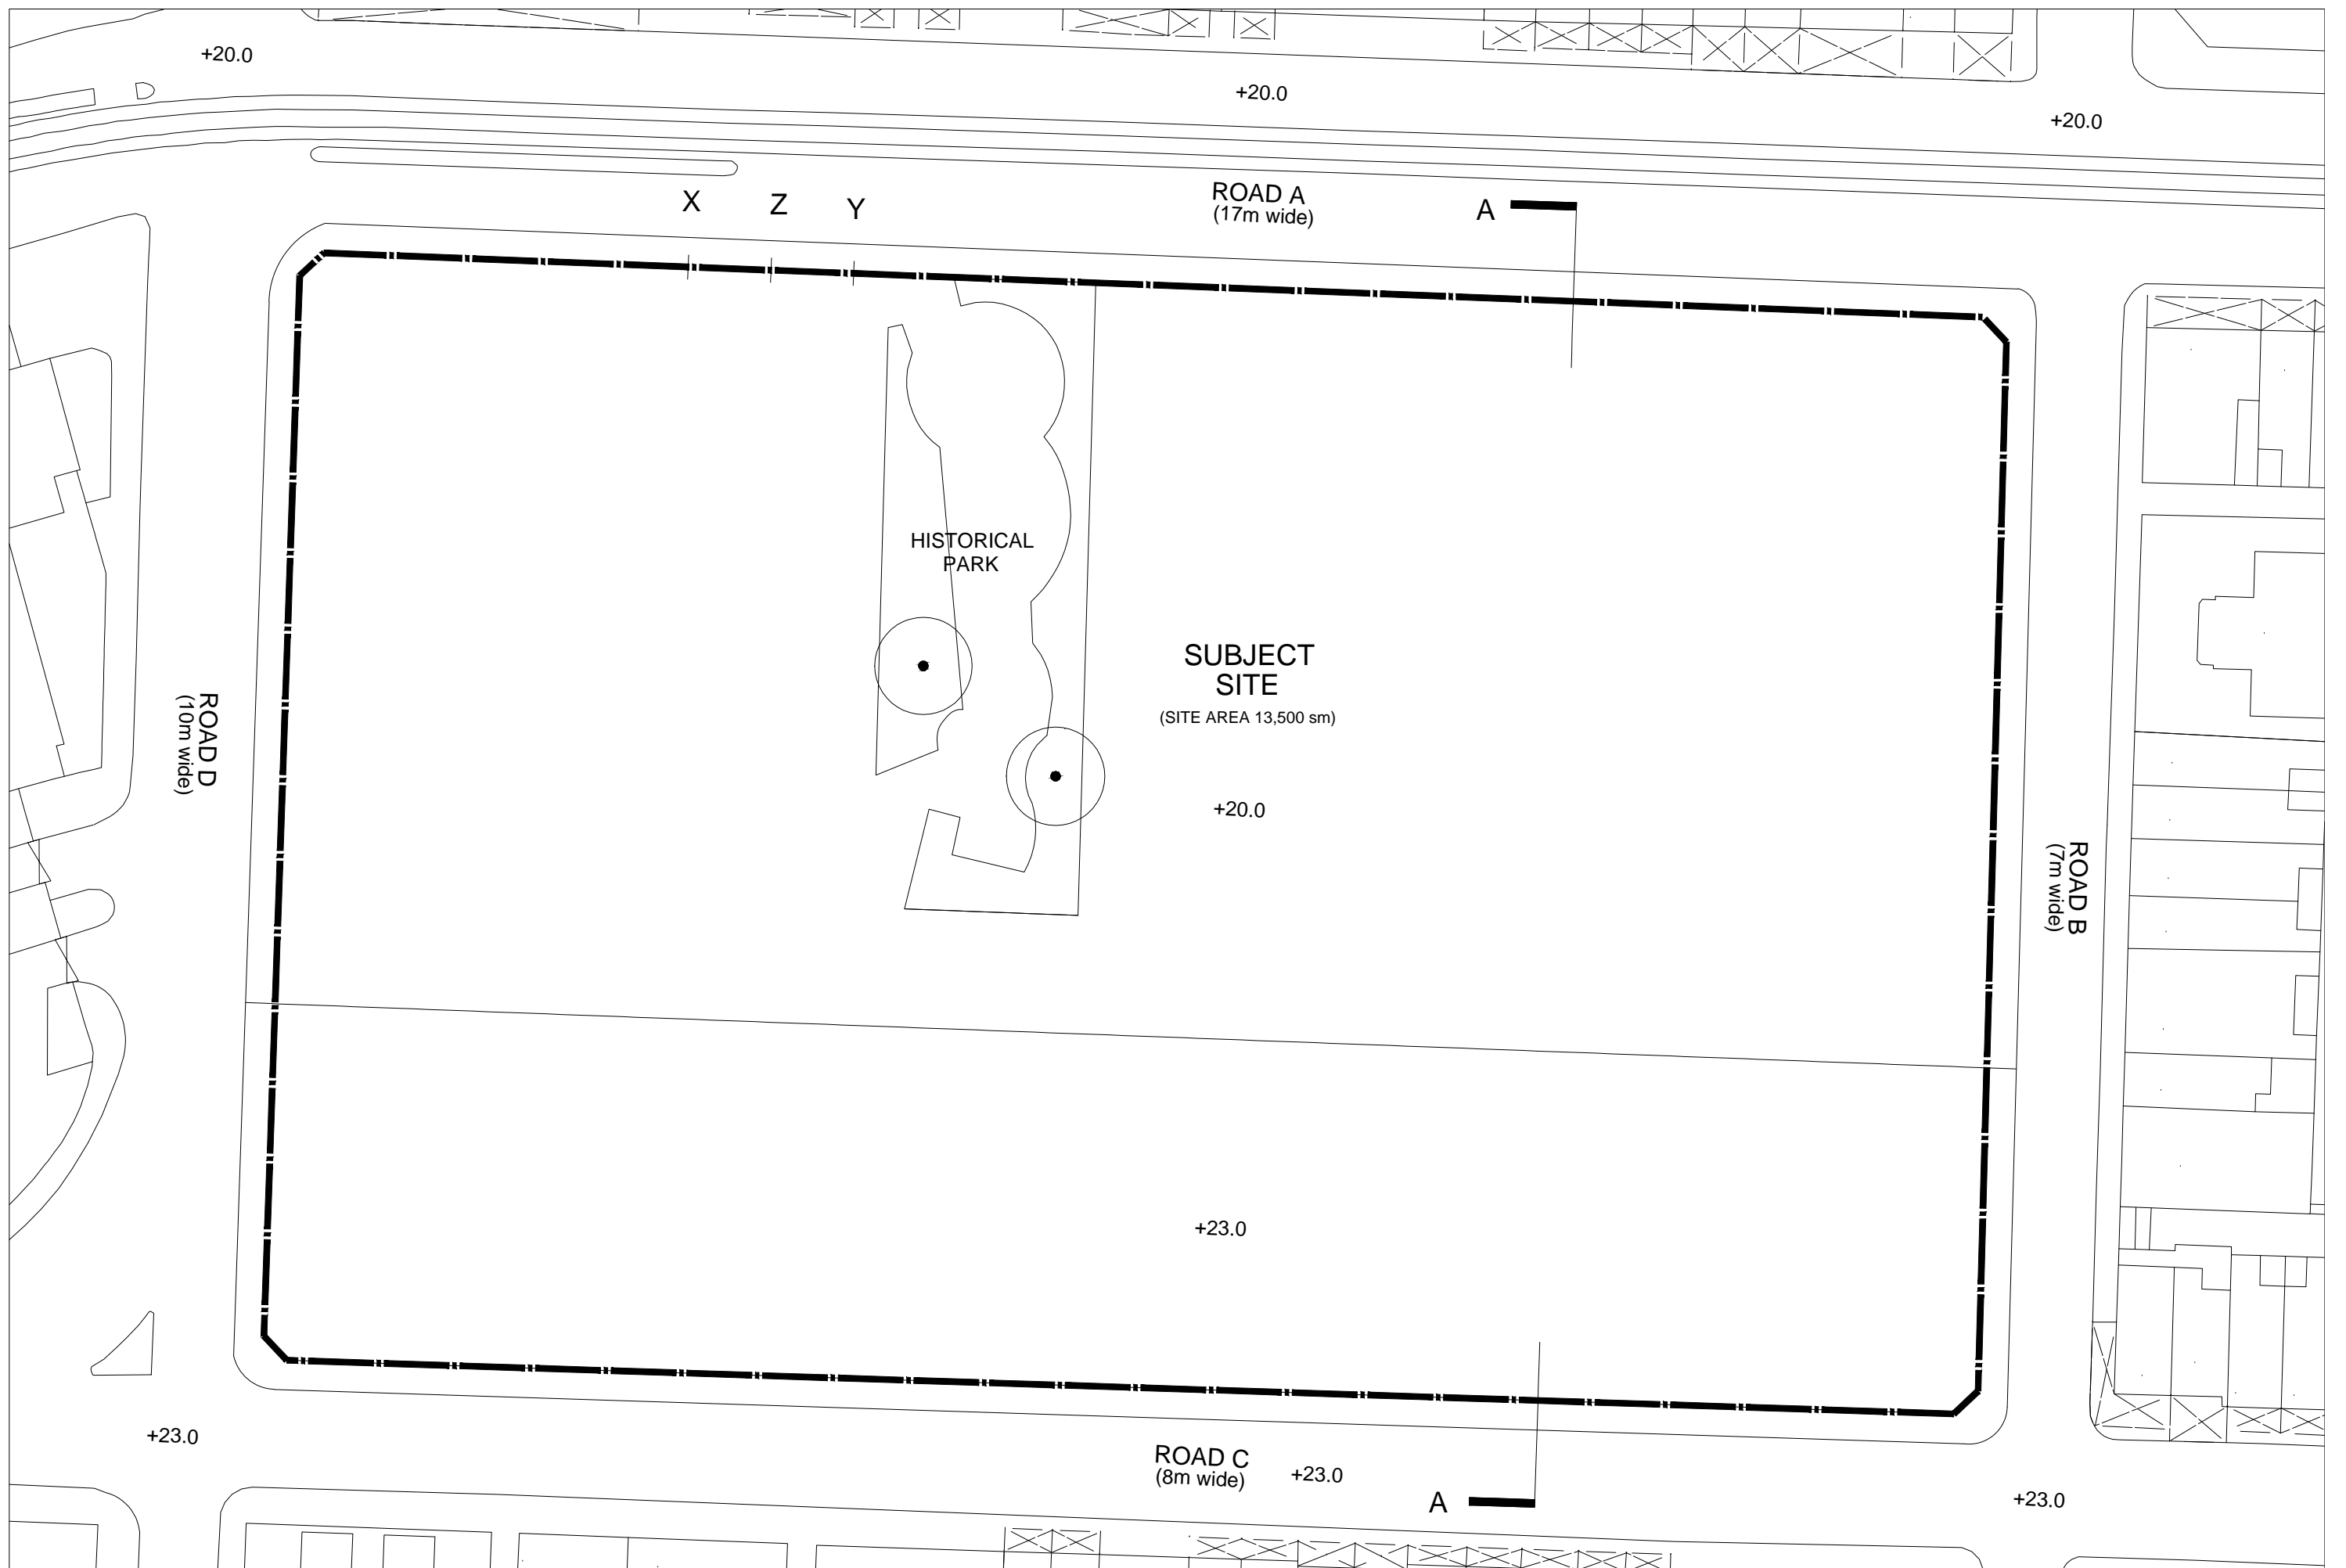 +20.0
+20.0
+20.0
X
Z
Y
ROAD A
(17m wide)
A
HISTORICAL
PARK
SUBJECT
SITE
(SITE AREA 13,500 sm)
+20.0
ROAD D
(10m wide)
ROAD B
(7m wide)
+23.0
+23.0
ROAD C
(8m wide)
+23.0
A
+23.0